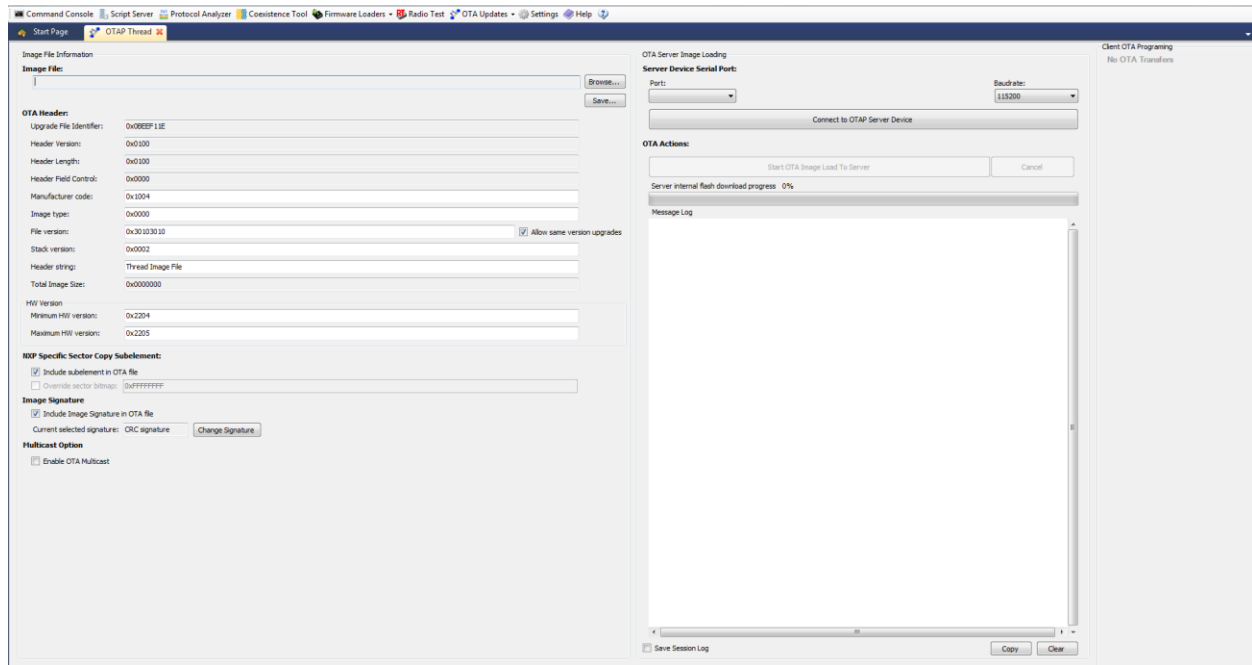 Command Console Script Server Protocol Analyzer Coexistence Tool Firmware Loaders Radio Test OTA Updates Settings Help
Start Page OTAP Thread
Image File Information
Image File:
Browse...
Save...
OTA Header:
Upgrade File Identifier: 0x0BEEF11E
Header Version: 0x0100
Header Length: 0x0100
Header Field Control: 0x0000
Manufacturer code: 0x1004
Image type: 0x0000
File version: 0x30103010 Allow same version upgrades
Stack version: 0x0002
Header string: Thread Image File
Total Image Size: 0x0000000
HW Version
Minimum HW version: 0x2204
Maximum HW version: 0x2205
NXP Specific Sector Copy Subelement:
Include subelement in OTA file
Override sector bitmap: 0xFFFFFFFF
Image Signature
Include Image Signature in OTA file
Current selected signature: CRC signature Change Signature
Multicast Option
Enable OTA Multicast
OTA Server Image Loading
Server Device Serial Port:
Port: Baudrate:
115200
Connect to OTAP Server Device
OTA Actions:
Start OTA Image Load To Server Cancel
Server internal flash download progress 0%
Message Log
Save Session Log Copy Clear
Client OTA Programing
No OTA Transfers